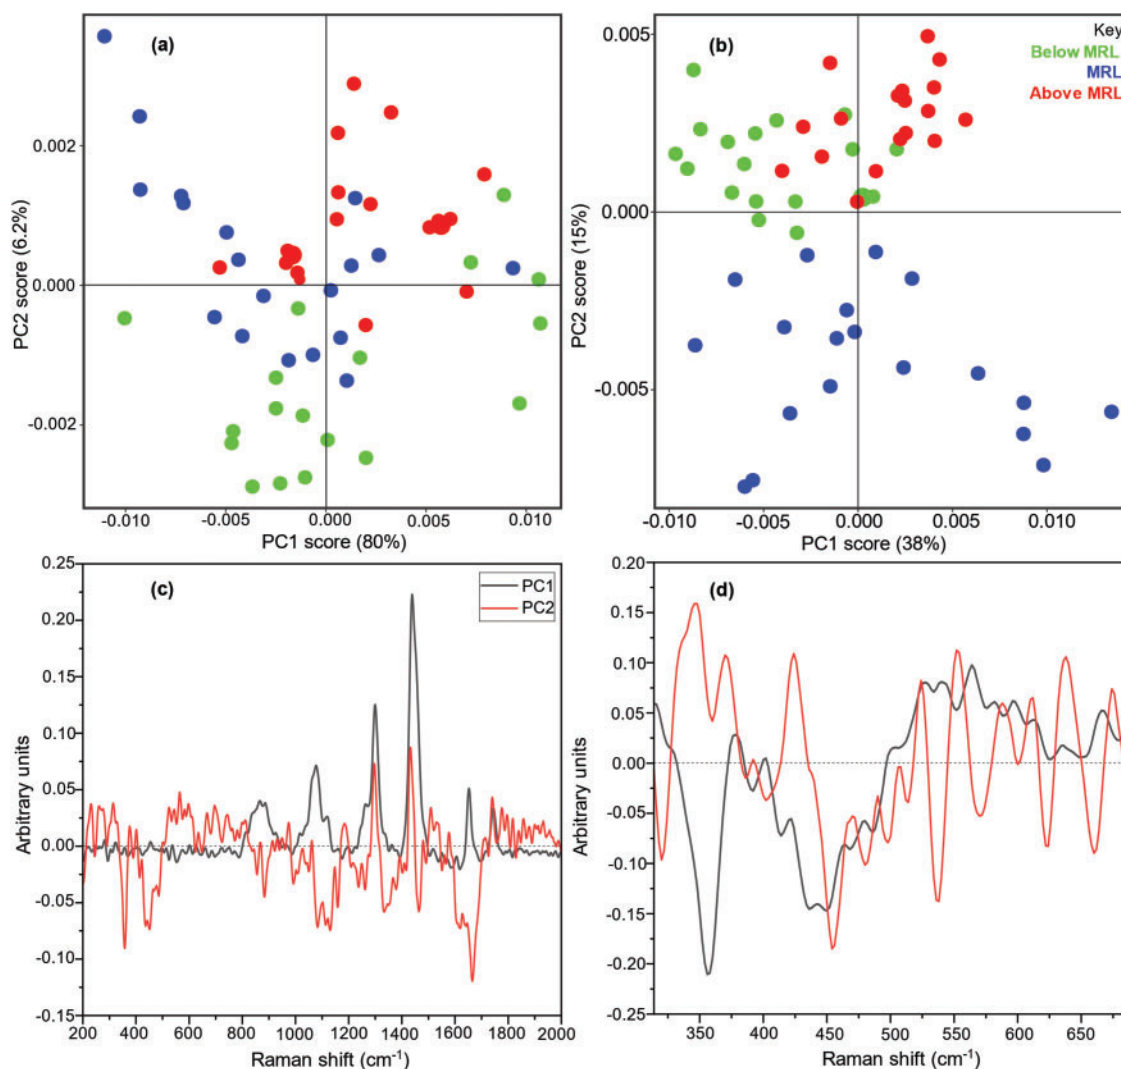 (a)
PC2 score (6.2%)
0.002
0.000
-0.002
-0.010
-0.005
0.000
0.005
0.010
PC1 score (80%)
(b)
Key
Below MRL
MRL
Above MRL
PC2 score (15%)
0.005
0.000
-0.005
-0.010
-0.005
0.000
0.005
0.010
PC1 score (38%)
(c)
PC1
PC2
Arbitrary units
0.25
0.20
0.15
0.10
0.05
0.00
-0.05
-0.10
-0.15
200
400
600
800
1000
1200
1400
1600
1800
2000
Raman shift (cm⁻¹)
(d)
Arbitrary units
0.20
0.15
0.10
0.05
0.00
-0.05
-0.10
-0.15
-0.20
-0.25
350
400
450
500
550
600
650
Raman shift (cm⁻¹)